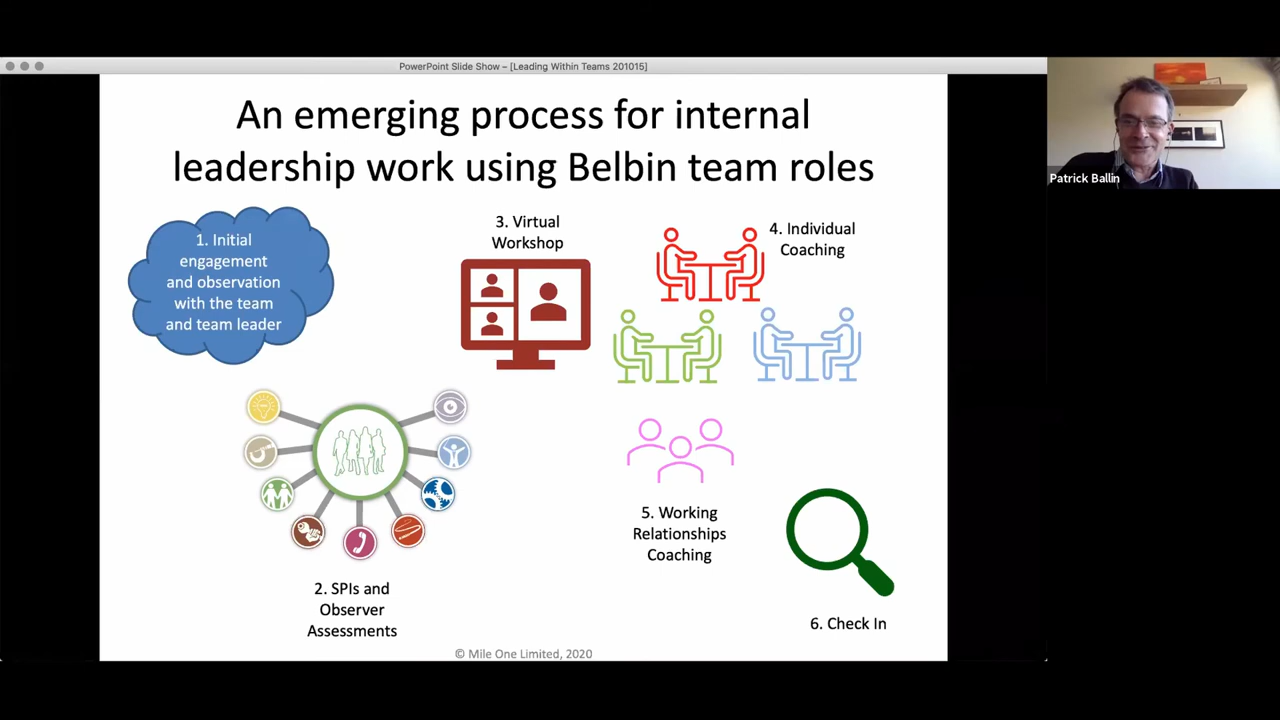 PowerPoint Slide Show – [Leading Within Teams 201015]
An emerging process for internal
leadership work using Belbin team roles
1. Initial
engagement
and observation
with the team
and team leader
2. SPIs and
Observer
Assessments
3. Virtual
Workshop
4. Individual
Coaching
5. Working
Relationships
Coaching
6. Check In
© Mile One Limited, 2020
Patrick Ballin